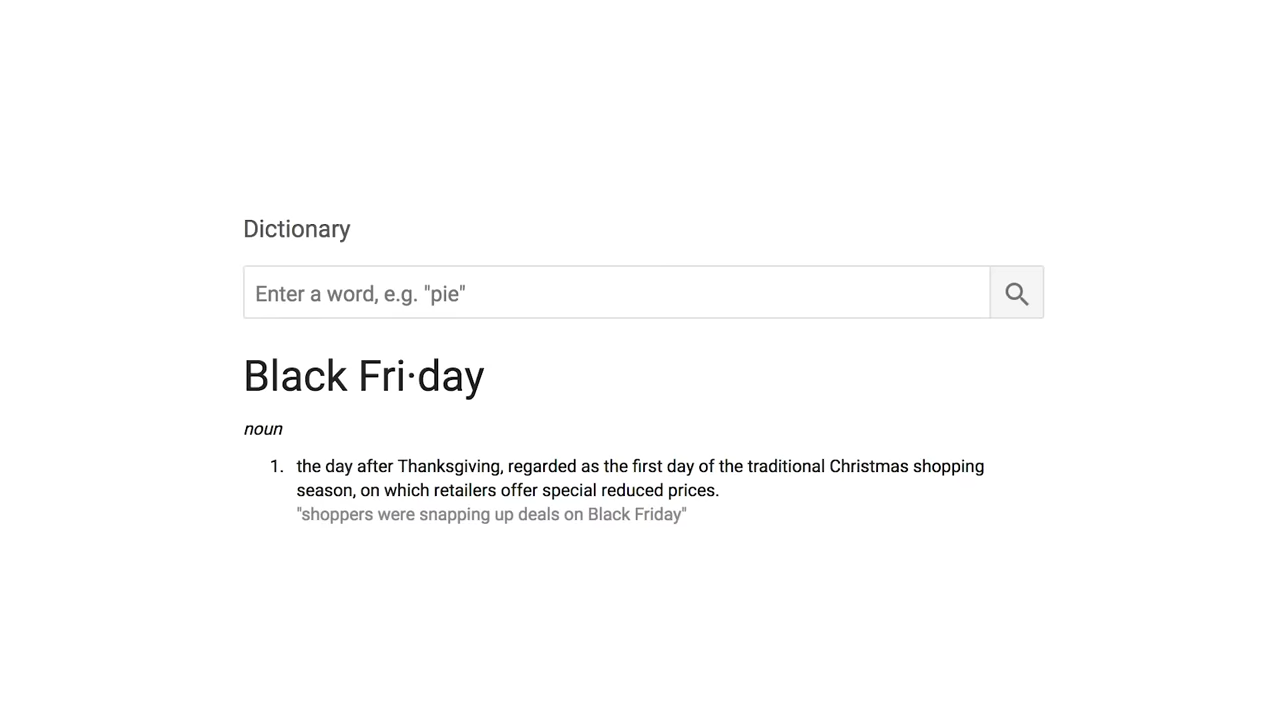 Dictionary
Enter a word, e.g. "pie"
Black Fri·day
noun
1. the day after Thanksgiving, regarded as the first day of the traditional Christmas shopping
season, on which retailers offer special reduced prices.
"shoppers were snapping up deals on Black Friday"